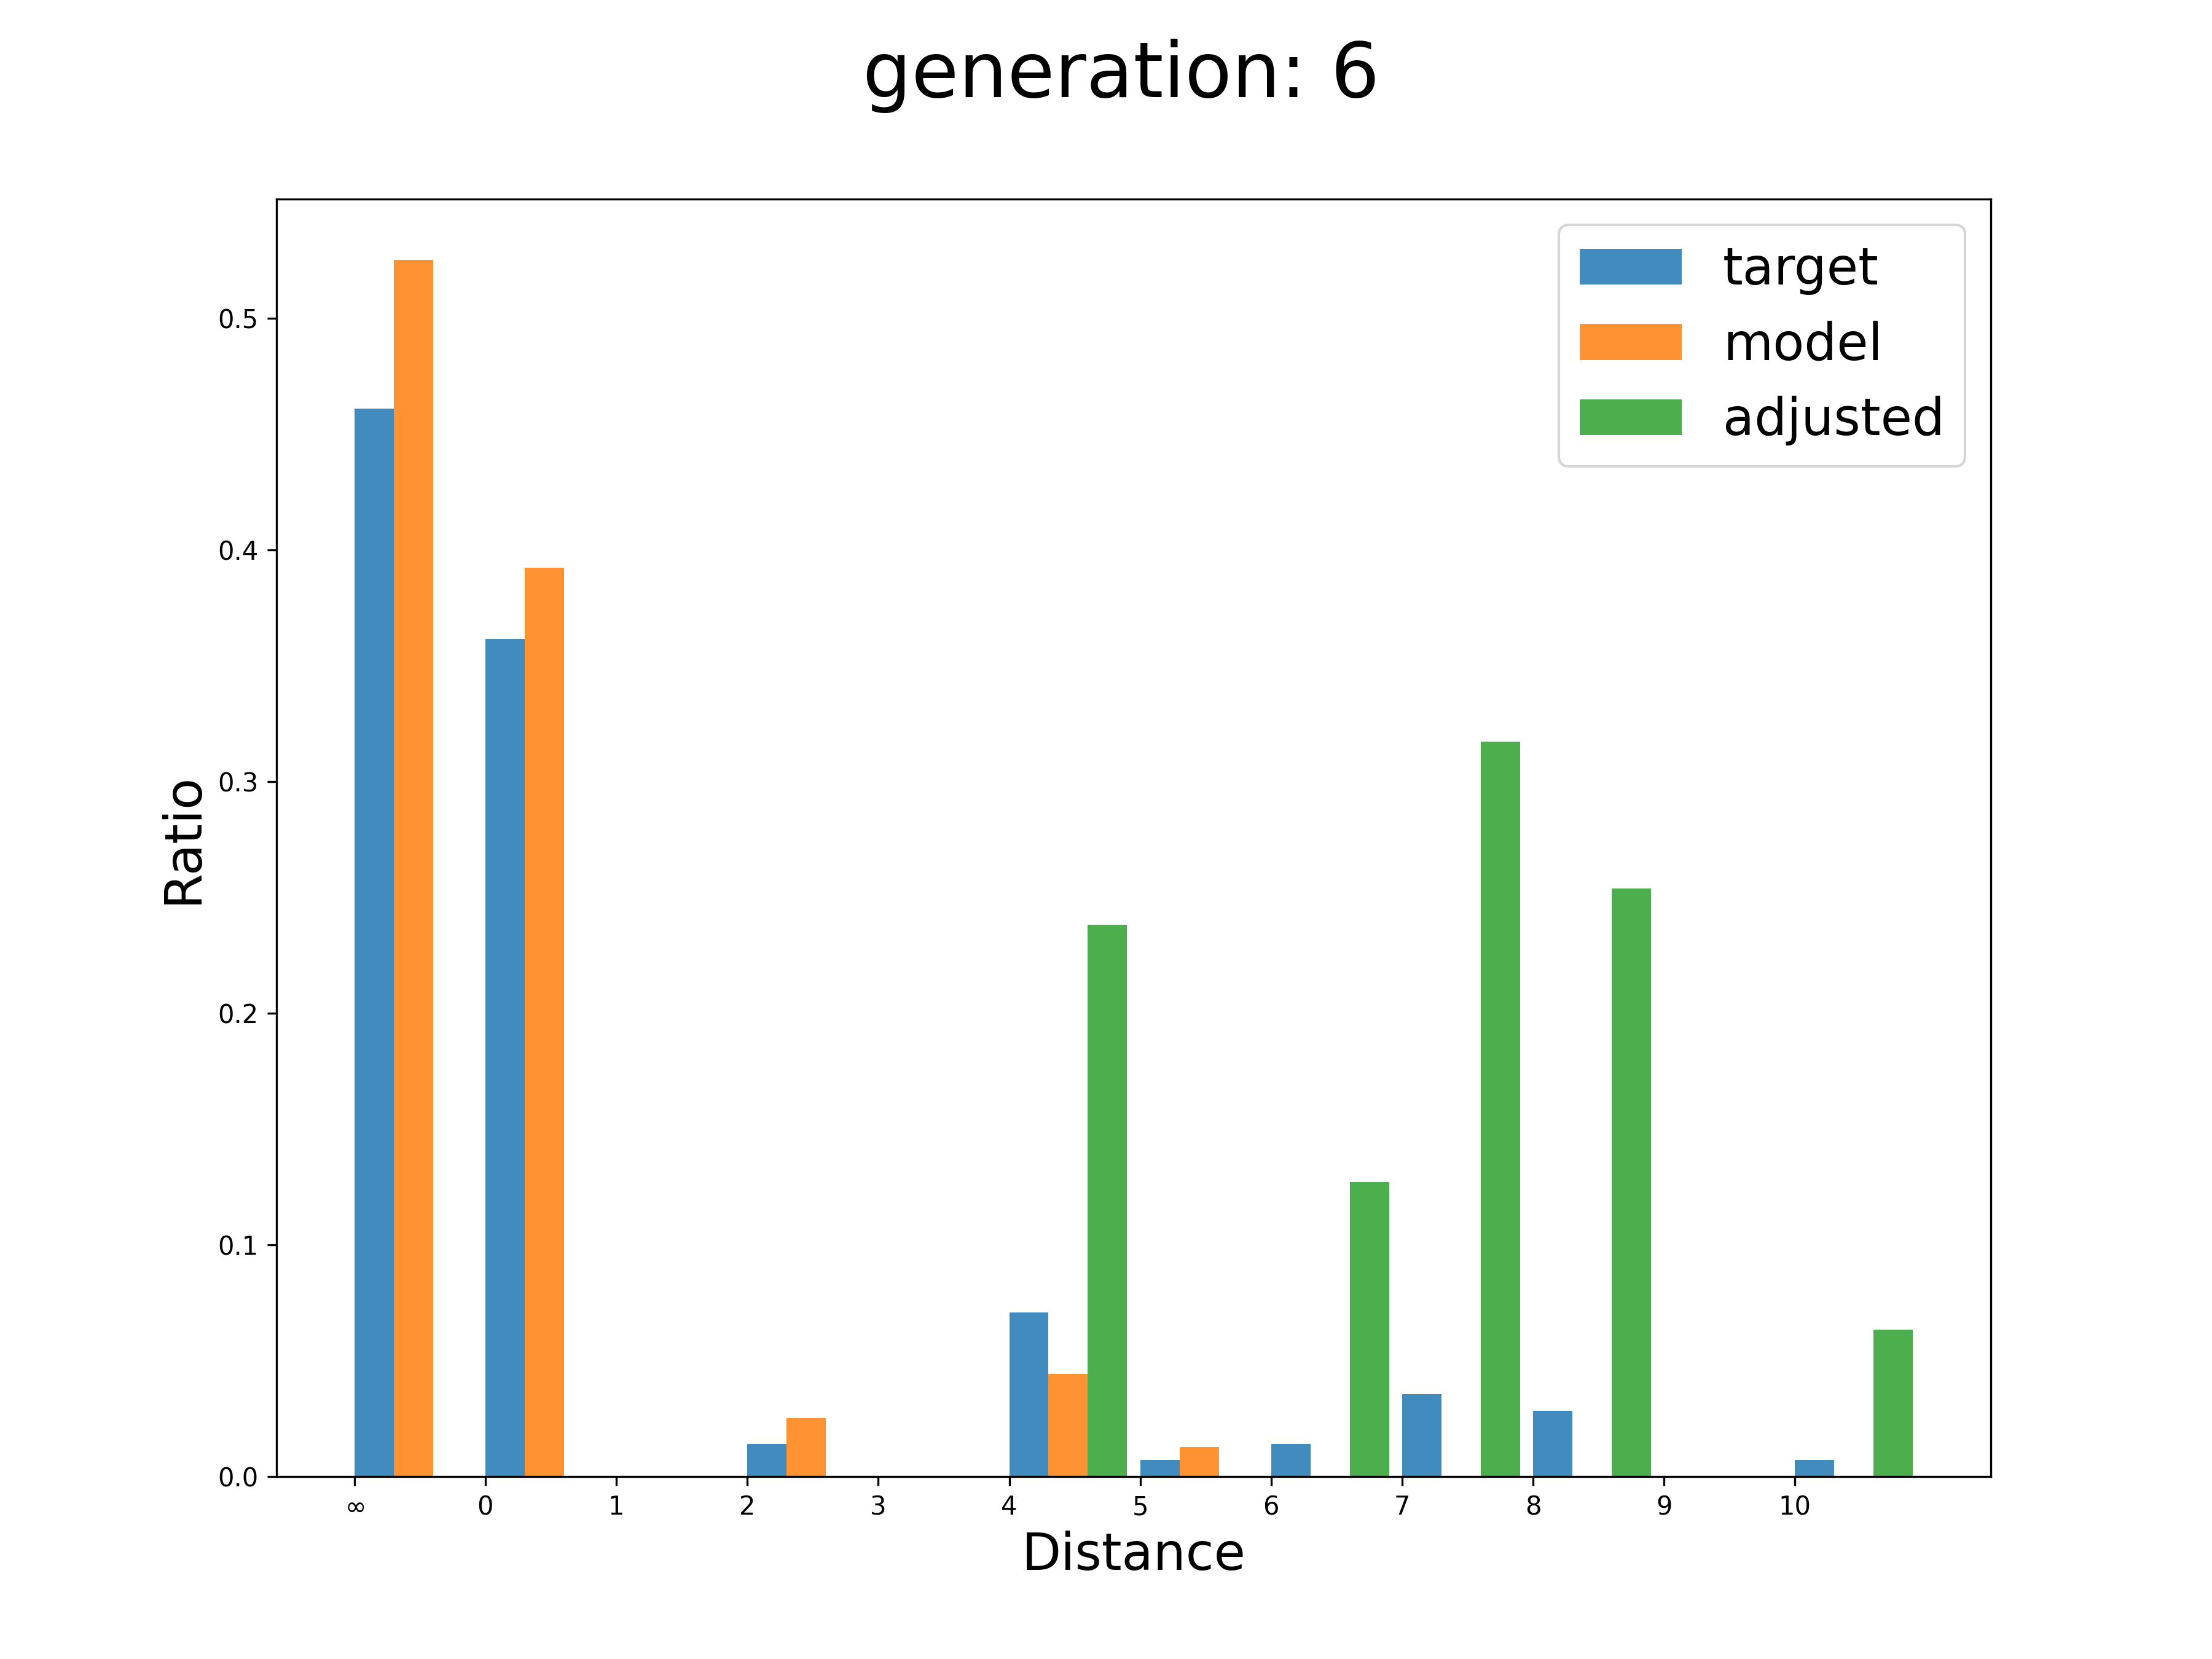 generation: 6
target
model
adjusted
Ratio
0.5
0.4
0.3
0.2
0.1
0.0
∞ 0 1 2 3 4 5 6 7 8 9 10
Distance